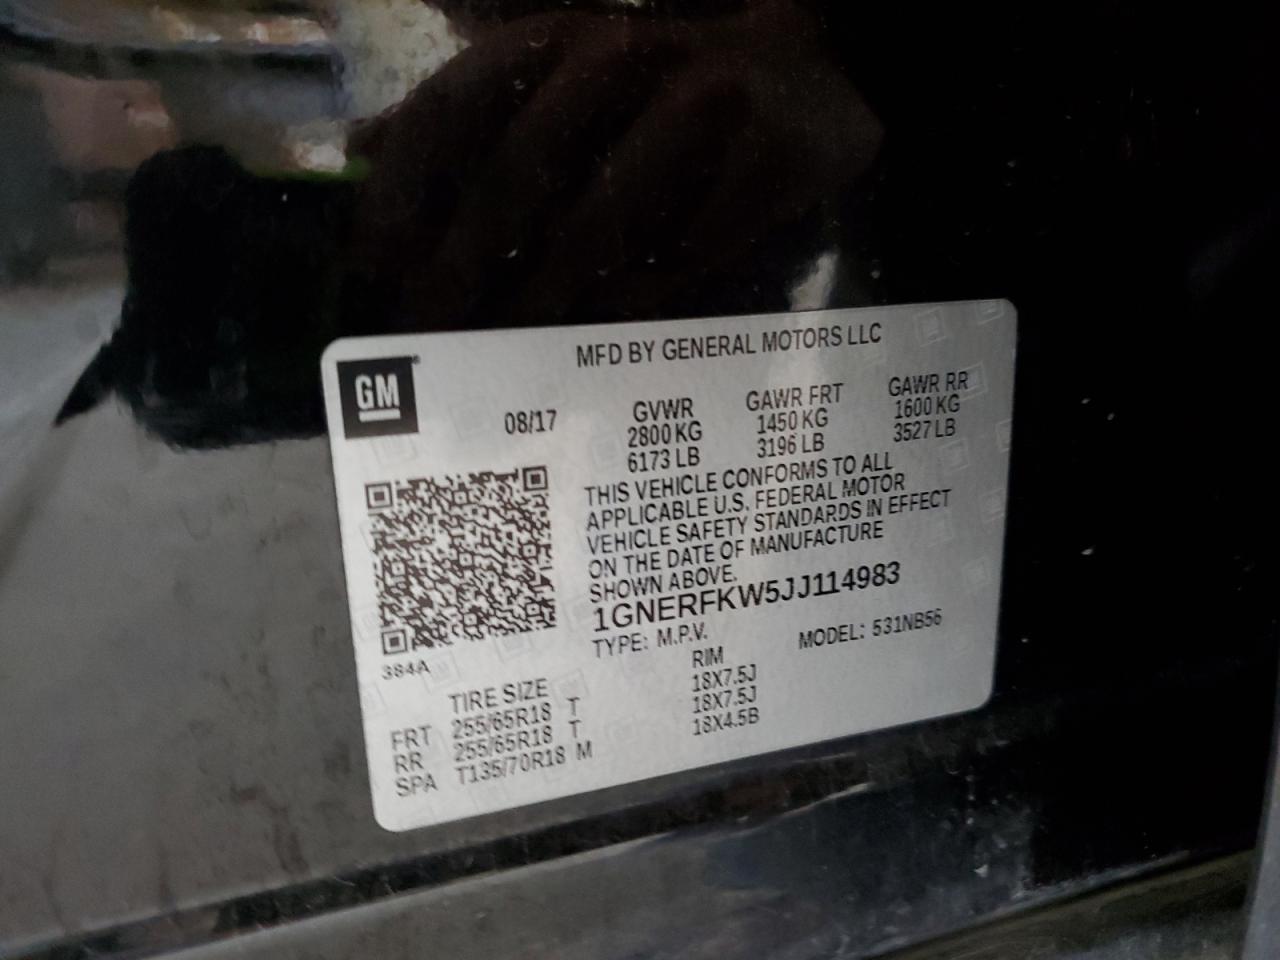 GM
MFD BY GENERAL MOTORS LLC
08/17
GVWR
2800 KG
6173 LB
GAWR FRT
1450 KG
3196 LB
GAWR RR
1600 KG
3527 LB
THIS VEHICLE CONFORMS TO ALL
APPLICABLE U.S. FEDERAL MOTOR
VEHICLE SAFETY STANDARDS IN EFFECT
ON THE DATE OF MANUFACTURE
SHOWN ABOVE.
1GNERFKW5JJ114983
TYPE: M.P.V. MODEL: 531NB56
384A
TIRE SIZE RIM
FRT 255/65R18 T 18X7.5J
RR 255/65R18 T 18X7.5J
SPA T135/70R18 M 18X4.5B